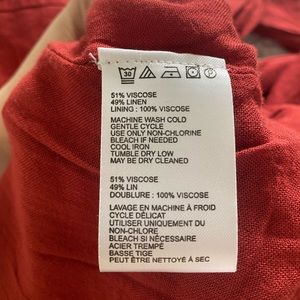 30
51% VISCOSE
49% LINEN
LINING : 100% VISCOSE
MACHINE WASH COLD
GENTLE CYCLE
USE ONLY NON-CHLORINE
BLEACH IF NEEDED
COOL IRON
TUMBLE DRY LOW
MAY BE DRY CLEANED
51% VISCOSE
49% LIN
DOUBLURE : 100% VISCOSE
LAVAGE EN MACHINE À FROID
CYCLE DÉLICAT
UTILISER UNIQUEMENT DU
NON-CHLORÉ
BLEACH SI NÉCESSAIRE
ACIER TREMPÉ
BASSE TIGE
PEUT ÊTRE NETTOYÉ À SEC